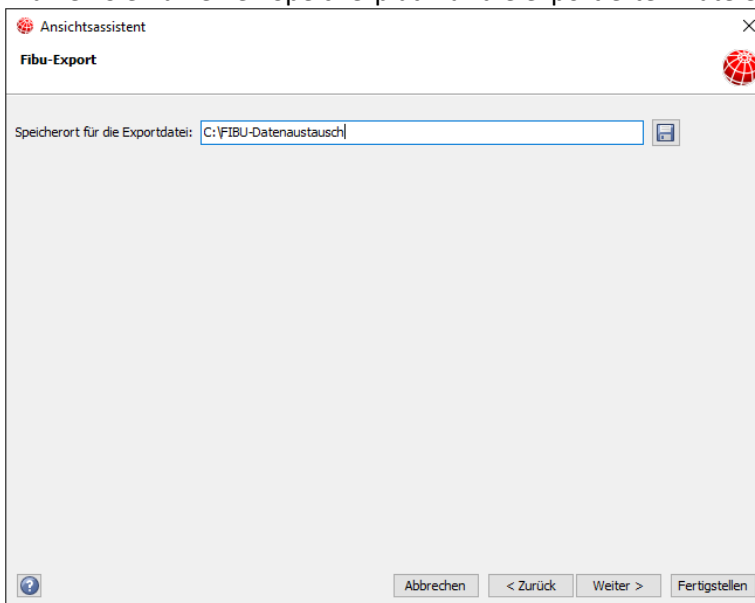 Ansichtsassistent
Fibu-Export
Speicherort für die Exportdatei: C:\FIBU-Datenaustausch
Abbrechen < Zurück Weiter > Fertigstellen